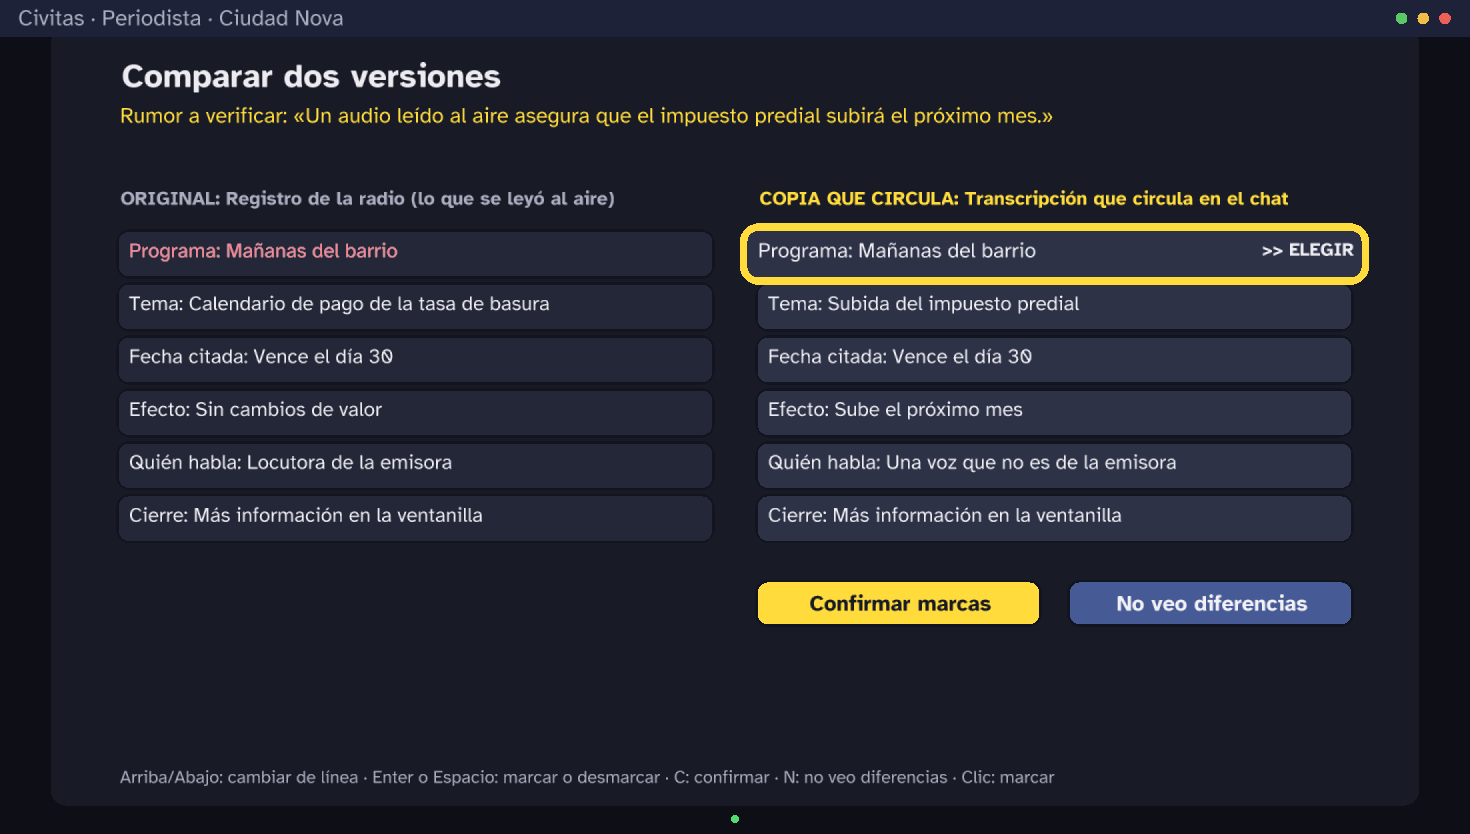 Civitas · Periodista · Ciudad Nova
Comparar dos versiones
Rumor a verificar: «Un audio leído al aire asegura que el impuesto predial subirá el próximo mes.»
ORIGINAL: Registro de la radio (lo que se leyó al aire)
Programa: Mañanas del barrio
Tema: Calendario de pago de la tasa de basura
Fecha citada: Vence el día 30
Efecto: Sin cambios de valor
Quién habla: Locutora de la emisora
Cierre: Más información en la ventanilla
COPIA QUE CIRCULA: Transcripción que circula en el chat
Programa: Mañanas del barrio >> ELEGIR
Tema: Subida del impuesto predial
Fecha citada: Vence el día 30
Efecto: Sube el próximo mes
Quién habla: Una voz que no es de la emisora
Cierre: Más información en la ventanilla
Confirmar marcas
No veo diferencias
Arriba/Abajo: cambiar de línea · Enter o Espacio: marcar o desmarcar · C: confirmar · N: no veo diferencias · Clic: marcar